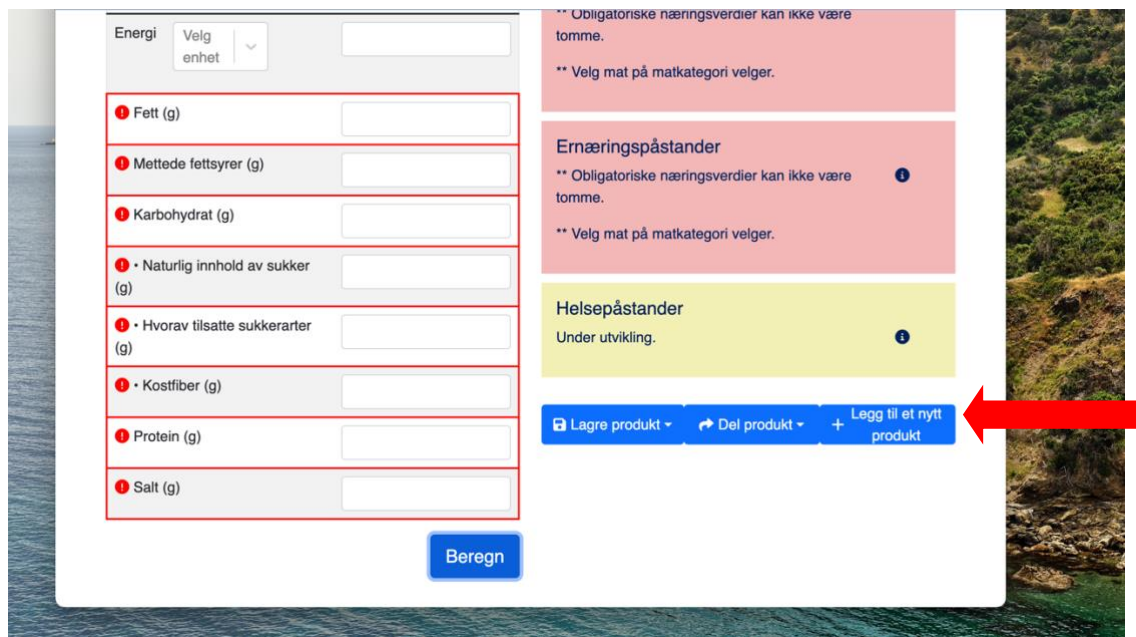 Energi
Velg
enhet
Fett (g)
Mettede fettsyrer (g)
Karbohydrat (g)
• Naturlig innhold av sukker
(g)
• Hvorav tilsatte sukkerarter
(g)
• Kostfiber (g)
Protein (g)
Salt (g)
Beregn
** Obligatoriske næringsverdier kan ikke være
tomme.
** Velg mat på matkategori velger.
Ernæringspåstander
** Obligatoriske næringsverdier kan ikke være
tomme.
** Velg mat på matkategori velger.
Helsepåstander
Under utvikling.
Lagre produkt
Del produkt
+ Legg til et nytt
produkt